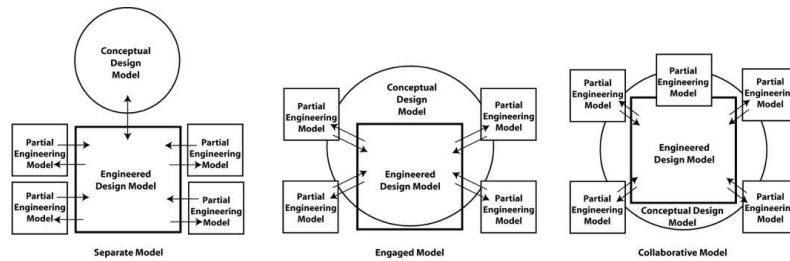 Conceptual
Design
Model
Partial
Engineering
Model
Partial
Engineering
Model
Engineered
Design Model
Partial
Engineering
Model
Partial
Engineering
Model
Separate Model
Conceptual
Design
Model
Partial
Engineering
Model
Partial
Engineering
Model
Engineered
Design Model
Partial
Engineering
Model
Partial
Engineering
Model
Engaged Model
Partial
Engineering
Model
Partial
Engineering
Model
Partial
Engineering
Model
Engineered
Design Model
Partial
Engineering
Model
Partial
Engineering
Model
Conceptual Design Model
Collaborative Model